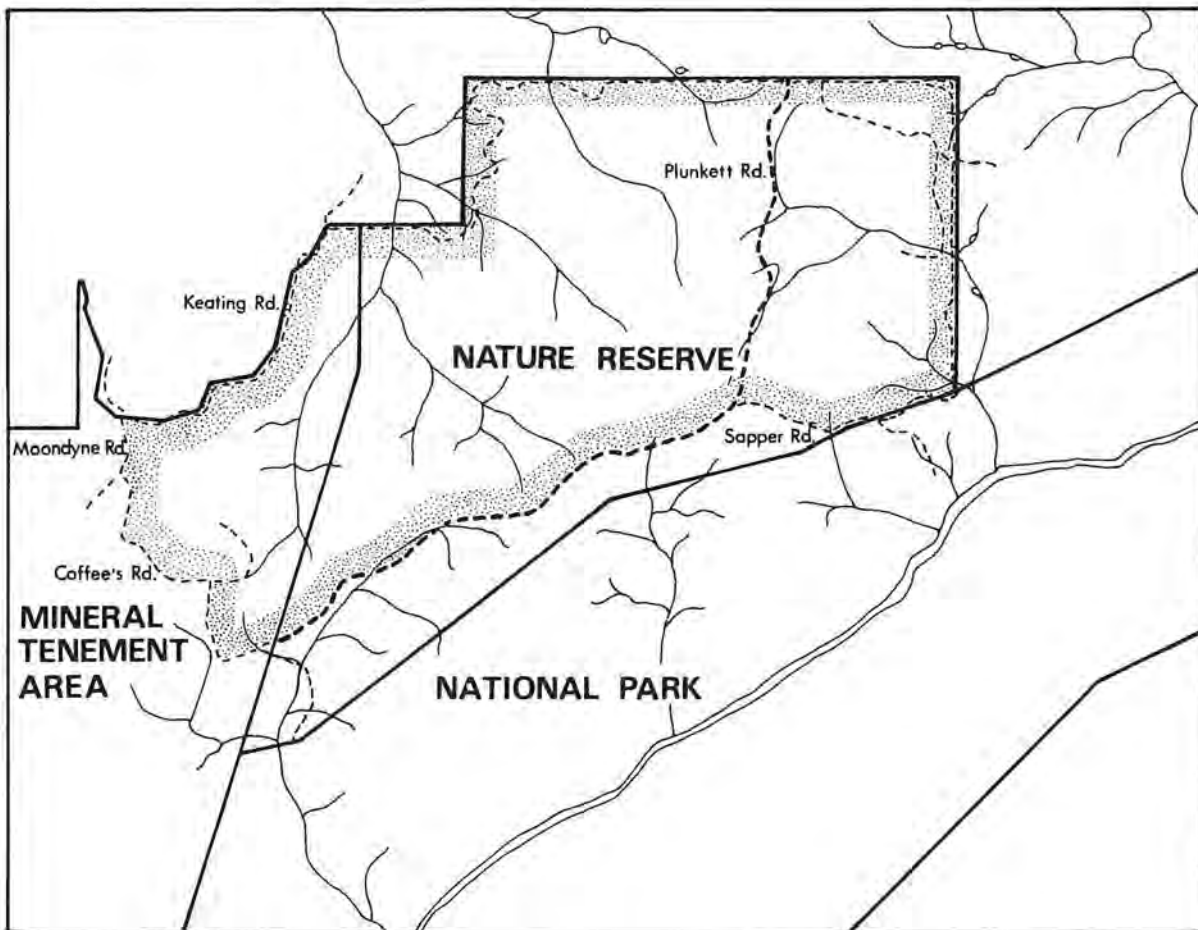 Plunkett Rd.
Keating Rd.
NATURE RESERVE
Moondyne Rd.
Sapper Rd.
Coffee's Rd.
MINERAL
TENEMENT
AREA
NATIONAL PARK